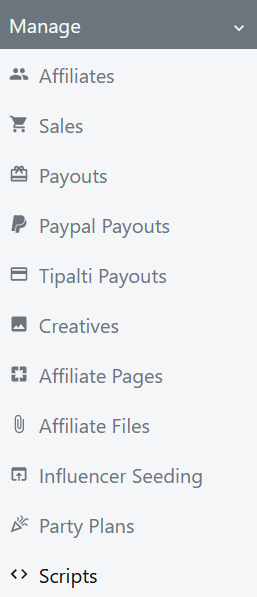 Manage
Affiliates
Sales
Payouts
Paypal Payouts
Tipalti Payouts
Creatives
Affiliate Pages
Affiliate Files
Influencer Seeding
Party Plans
Scripts